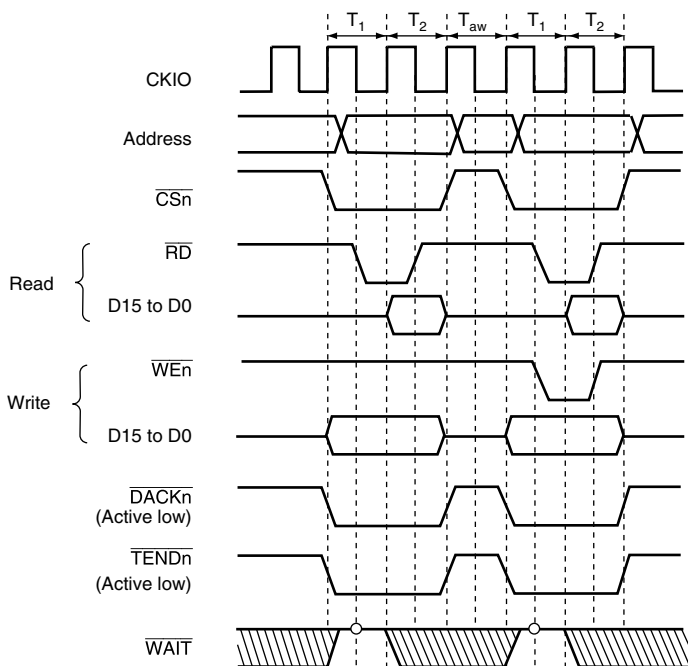 T1 T2 Taw T1 T2
CKIO
Address
CSn
RD
Read
D15 to D0
WEn
Write
D15 to D0
DACKn
(Active low)
TENDn
(Active low)
WAIT